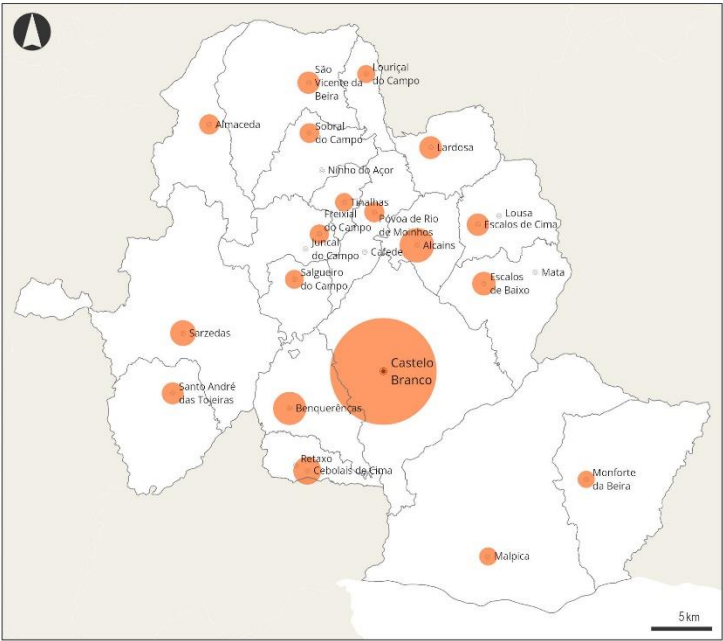 São
Vicente da
Beira
Louriçal
do Campo
Almaceda
Sobral
do Campo
Lardosa
Ninho do Açor
Tinalhas
Freixial
do Campo
Póvoa de Rio
de Moinhos
Lousa
Escalos de Cima
Juncal
do Campo
Cafede
Alcains
Salgueiro
do Campo
Escalos
de Baixo
Mata
Sarzedas
Castelo
Branco
Santo André
das Tojeiras
Benquerenças
Retaxo
Cebolais de Cima
Monforte
da Beira
Malpica
5 km